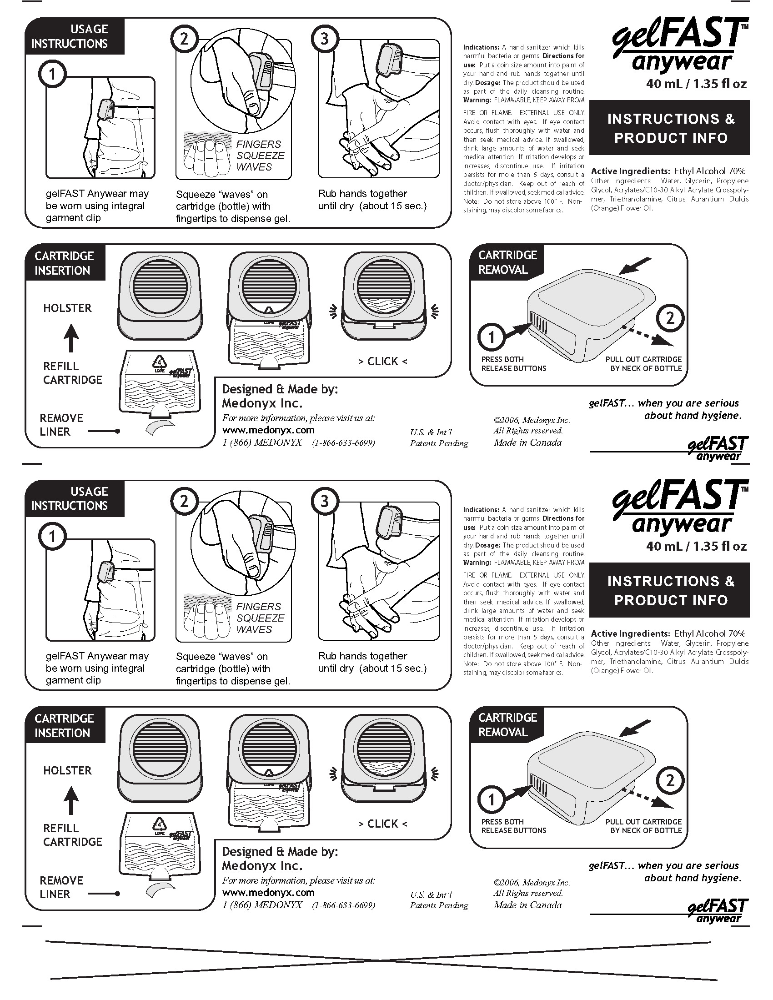 USAGE
INSTRUCTIONS
1
gelFAST Anywear may
be worn using integral
garment clip
2
FINGERS
SQUEEZE
WAVES
Squeeze “waves” on
cartridge (bottle) with
fingertips to dispense gel.
3
Rub hands together
until dry (about 15 sec.)
Indications: A hand sanitizer which kills
harmful bacteria or germs. Directions for
use: Put a coin size amount into palm of
your hand and rub hands together until
dry. Dosage: The product should be used
as part of the daily cleansing routine.
Warning: FLAMMABLE, KEEP AWAY FROM
FIRE OR FLAME. EXTERNAL USE ONLY.
Avoid contact with eyes. If eye contact
occurs, flush thoroughly with water and
then seek medical advice. If swallowed,
drink large amounts of water and seek
medical attention. If irritation develops or
increases, discontinue use. If irritation
persists for more than 5 days, consult a
doctor/physician. Keep out of reach of
children. If swallowed, seek medical advice.
Note: Do not store above 100° F. Non-
staining, may discolor some fabrics.
gelFAST™
anywear
40 mL / 1.35 fl oz
INSTRUCTIONS &
PRODUCT INFO
Active Ingredients: Ethyl Alcohol 70%
Other Ingredients: Water, Glycerin, Propylene
Glycol, Acrylates/C10-30 Alkyl Acrylate Crosspoly-
mer, Triethanolamine, Citrus Aurantium Dulcis
(Orange) Flower Oil.
CARTRIDGE
INSERTION
HOLSTER
REFILL
CARTRIDGE
REMOVE
LINER
4
LDPE
gelFAST
anywear
gelFAST
anywear
> CLICK <
Designed & Made by:
Medonyx Inc.
For more information, please visit us at:
www.medonyx.com
1 (866) MEDONYX (1-866-633-6699)
U.S. & Int'l
Patents Pending
©2006, Medonyx Inc.
All Rights reserved.
Made in Canada
CARTRIDGE
REMOVAL
1
PRESS BOTH
RELEASE BUTTONS
2
PULL OUT CARTRIDGE
BY NECK OF BOTTLE
gelFAST... when you are serious
about hand hygiene.
gelFAST
anywear
USAGE
INSTRUCTIONS
1
gelFAST Anywear may
be worn using integral
garment clip
2
FINGERS
SQUEEZE
WAVES
Squeeze “waves” on
cartridge (bottle) with
fingertips to dispense gel.
3
Rub hands together
until dry (about 15 sec.)
Indications: A hand sanitizer which kills
harmful bacteria or germs. Directions for
use: Put a coin size amount into palm of
your hand and rub hands together until
dry. Dosage: The product should be used
as part of the daily cleansing routine.
Warning: FLAMMABLE, KEEP AWAY FROM
FIRE OR FLAME. EXTERNAL USE ONLY.
Avoid contact with eyes. If eye contact
occurs, flush thoroughly with water and
then seek medical advice. If swallowed,
drink large amounts of water and seek
medical attention. If irritation develops or
increases, discontinue use. If irritation
persists for more than 5 days, consult a
doctor/physician. Keep out of reach of
children. If swallowed, seek medical advice.
Note: Do not store above 100° F. Non-
staining, may discolor some fabrics.
gelFAST™
anywear
40 mL / 1.35 fl oz
INSTRUCTIONS &
PRODUCT INFO
Active Ingredients: Ethyl Alcohol 70%
Other Ingredients: Water, Glycerin, Propylene
Glycol, Acrylates/C10-30 Alkyl Acrylate Crosspoly-
mer, Triethanolamine, Citrus Aurantium Dulcis
(Orange) Flower Oil.
CARTRIDGE
INSERTION
HOLSTER
REFILL
CARTRIDGE
REMOVE
LINER
4
LDPE
gelFAST
anywear
gelFAST
anywear
> CLICK <
Designed & Made by:
Medonyx Inc.
For more information, please visit us at:
www.medonyx.com
1 (866) MEDONYX (1-866-633-6699)
U.S. & Int'l
Patents Pending
©2006, Medonyx Inc.
All Rights reserved.
Made in Canada
CARTRIDGE
REMOVAL
1
PRESS BOTH
RELEASE BUTTONS
2
PULL OUT CARTRIDGE
BY NECK OF BOTTLE
gelFAST... when you are serious
about hand hygiene.
gelFAST
anywear